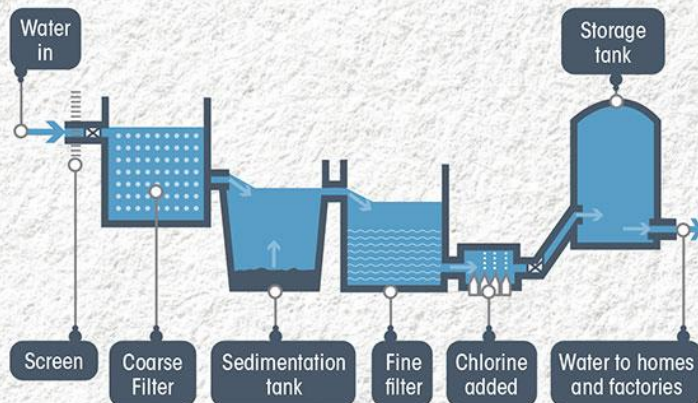 Water
in
Storage
tank
Screen
Coarse
Filter
Sedimentation
tank
Fine
filter
Chlorine
added
Water to homes
and factories